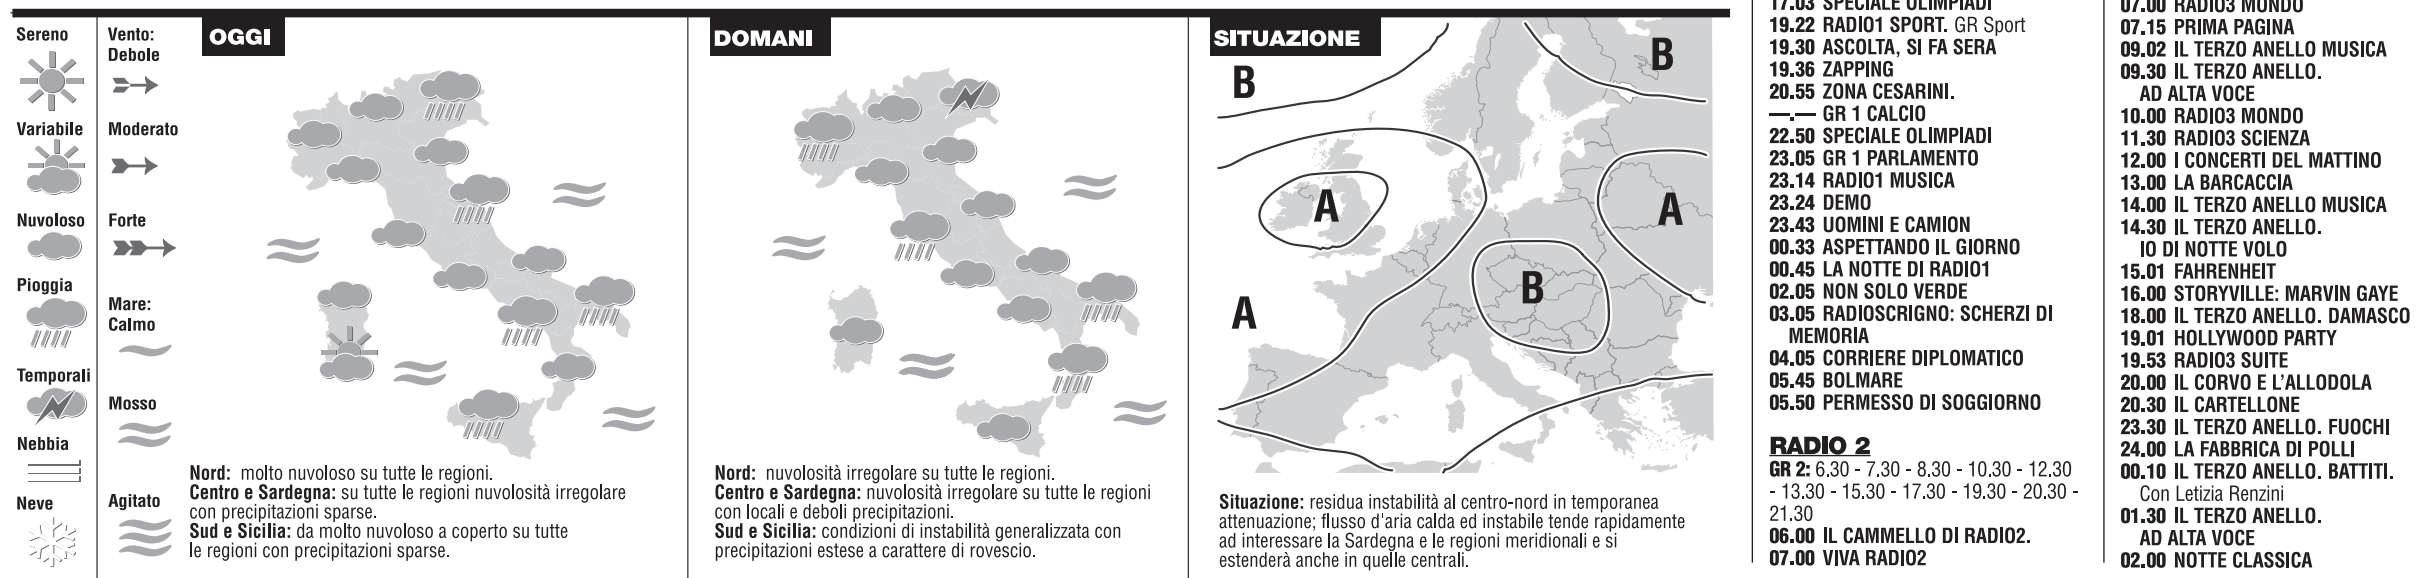 Sereno
Variabile
Nuvoloso
Pioggia
Temporali
Nebbia
Neve
Vento:
Debole
Moderato
Forte
Mare:
Calmo
Mosso
Agitato
OGGI
Nord: molto nuvoloso su tutte le regioni.
Centro e Sardegna: su tutte le regioni nuvolosità irregolare
con precipitazioni sparse.
Sud e Sicilia: da molto nuvoloso a coperto su tutte
le regioni con precipitazioni sparse.
DOMANI
Nord: nuvolosità irregolare su tutte le regioni.
Centro e Sardegna: nuvolosità irregolare su tutte le regioni
con locali e deboli precipitazioni.
Sud e Sicilia: condizioni di instabilità generalizzata con
precipitazioni estese a carattere di rovescio.
SITUAZIONE
B
B
A
A
B
A
Situazione: residua instabilità al centro-nord in temporanea
attenuazione; flusso d'aria calda ed instabile tende rapidamente
ad interessare la Sardegna e le regioni meridionali e si
estenderà anche in quelle centrali.
17.03 SPECIALE OLIMPIADI
19.22 RADIO1 SPORT. GR Sport
19.30 ASCOLTA, SI FA SERA
19.36 ZAPPING
20.55 ZONA CESARINI.
—.— GR 1 CALCIO
22.50 SPECIALE OLIMPIADI
23.05 GR 1 PARLAMENTO
23.14 RADIO1 MUSICA
23.24 DEMO
23.43 UOMINI E CAMION
00.33 ASPETTANDO IL GIORNO
00.45 LA NOTTE DI RADIO1
02.05 NON SOLO VERDE
03.05 RADIOSCRIGNO: SCHERZI DI
MEMORIA
04.05 CORRIERE DIPLOMATICO
05.45 BOLMARE
05.50 PERMESSO DI SOGGIORNO
RADIO 2
GR 2: 6.30 - 7.30 - 8.30 - 10.30 - 12.30
- 13.30 - 15.30 - 17.30 - 19.30 - 20.30 -
21.30
06.00 IL CAMMELLO DI RADIO2.
07.00 VIVA RADIO2
07.00 RADIO3 MONDO
07.15 PRIMA PAGINA
09.02 IL TERZO ANELLO MUSICA
09.30 IL TERZO ANELLO.
AD ALTA VOCE
10.00 RADIO3 MONDO
11.30 RADIO3 SCIENZA
12.00 I CONCERTI DEL MATTINO
13.00 LA BARCACCIA
14.00 IL TERZO ANELLO MUSICA
14.30 IL TERZO ANELLO.
IO DI NOTTE VOLO
15.01 FAHRENHEIT
16.00 STORYVILLE: MARVIN GAYE
18.00 IL TERZO ANELLO. DAMASCO
19.01 HOLLYWOOD PARTY
19.53 RADIO3 SUITE
20.00 IL CORVO E L'ALLODOLA
20.30 IL CARTELLONE
23.30 IL TERZO ANELLO. FUOCHI
24.00 LA FABBRICA DI POLLI
00.10 IL TERZO ANELLO. BATTITI.
Con Letizia Renzini
01.30 IL TERZO ANELLO.
AD ALTA VOCE
02.00 NOTTE CLASSICA